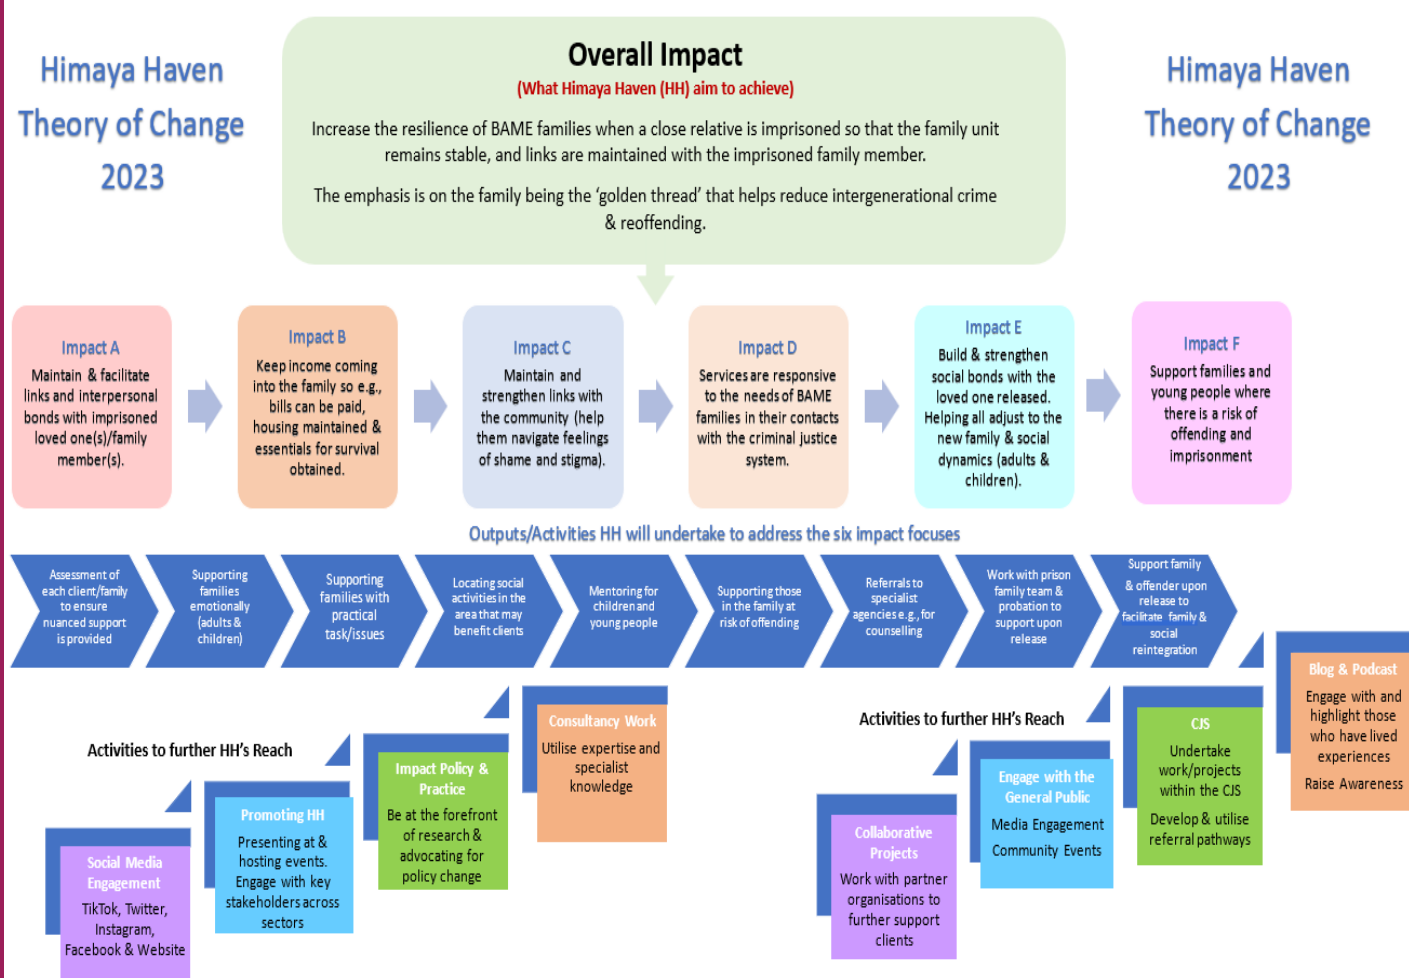 Himaya Haven
Theory of Change
2023
Overall Impact
(What Himaya Haven (HH) aim to achieve)
Increase the resilience of BAME families when a close relative is imprisoned so that the family unit
remains stable, and links are maintained with the imprisoned family member.
The emphasis is on the family being the ‘golden thread’ that helps reduce intergenerational crime
& reoffending.
Himaya Haven
Theory of Change
2023
Impact A
Maintain & facilitate
links and interpersonal
bonds with imprisoned
loved one(s)/family
member(s).
Impact B
Keep income coming
into the family so e.g.,
bills can be paid,
housing maintained &
essentials for survival
obtained.
Impact C
Maintain and
strengthen links with
the community (help
them navigate feelings
of shame and stigma).
Impact D
Services are responsive
to the needs of BAME
families in their contacts
with the criminal justice
system.
Impact E
Build & strengthen
social bonds with the
loved one released.
Helping all adjust to the
new family & social
dynamics (adults &
children).
Impact F
Support families and
young people where
there is a risk of
offending and
imprisonment
Outputs/Activities HH will undertake to address the six impact focuses
Assessment of
each client/family
to ensure
nuanced support
is provided
Supporting
families
emotionally
(adults &
children)
Supporting
families with
practical
task/issues
Locating social
activities in the
area that may
benefit clients
Mentoring for
children and
young people
Supporting those
in the family at
risk of offending
Referrals to
specialist
agencies e.g., for
counselling
Work with prison
family team &
probation to
support upon
release
Support family
& offender upon
release to
facilitate family &
social
reintegration
Activities to further HH's Reach
Social Media
Engagement
TikTok, Twitter,
Instagram,
Facebook & Website
Promoting HH
Presenting at &
hosting events.
Engage with key
stakeholders across
sectors
Impact Policy &
Practice
Be at the forefront
of research &
advocating for
policy change
Consultancy Work
Utilise expertise and
specialist
knowledge
Activities to further HH's Reach
Collaborative
Projects
Work with partner
organisations to
further support
clients
Engage with the
General Public
Media Engagement
Community Events
CJS
Undertake
work/projects
within the CJS
Develop & utilise
referral pathways
Blog & Podcast
Engage with and
highlight those
who have lived
experiences
Raise Awareness